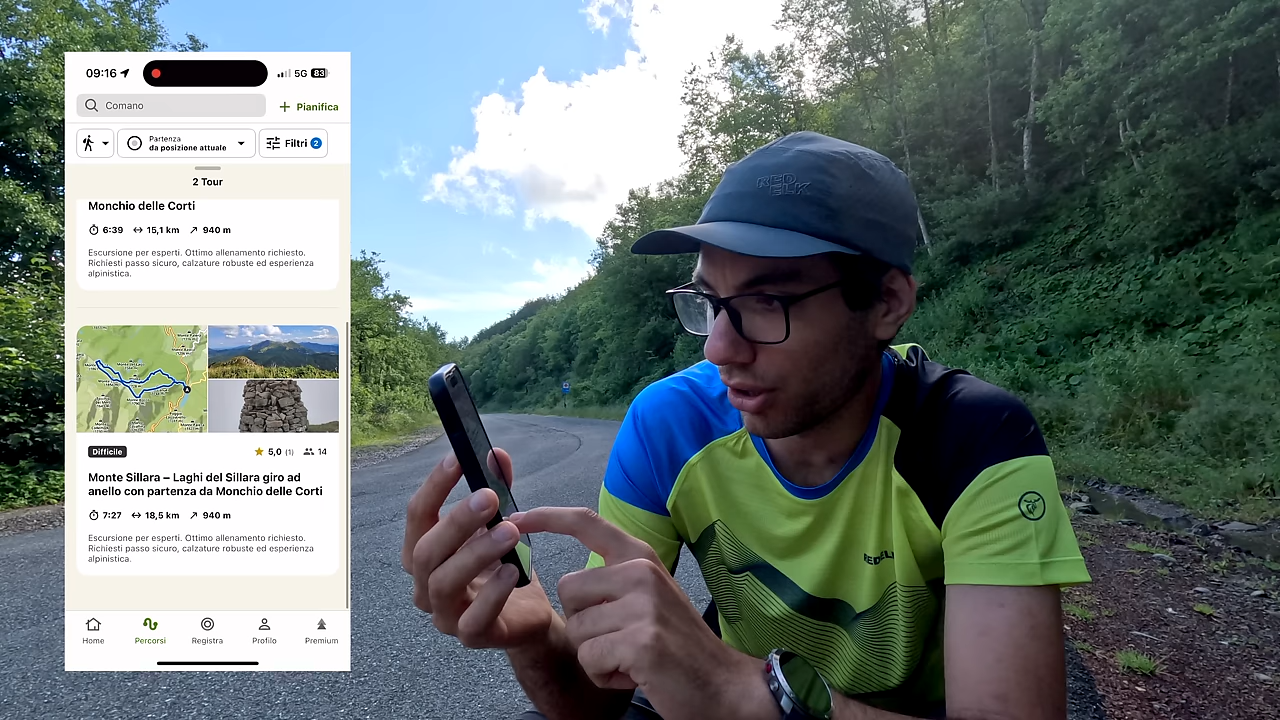 09:16
5G 83
Comano
+ Pianifica
Partenza
da posizione attuale
Filtri 2
2 Tour
Monchio delle Corti
6:39 15,1 km 940 m
Escursione per esperti. Ottimo allenamento richiesto.
Richiesti passo sicuro, calzature robuste ed esperienza
alpinistica.
Difficile
5,0 (1) 14
Monte Sillara – Laghi del Sillara giro ad
anello con partenza da Monchio delle Corti
7:27 18,5 km 940 m
Escursione per esperti. Ottimo allenamento richiesto.
Richiesti passo sicuro, calzature robuste ed esperienza
alpinistica.
Home Percorsi Registra Profilo Premium
RED
ELK